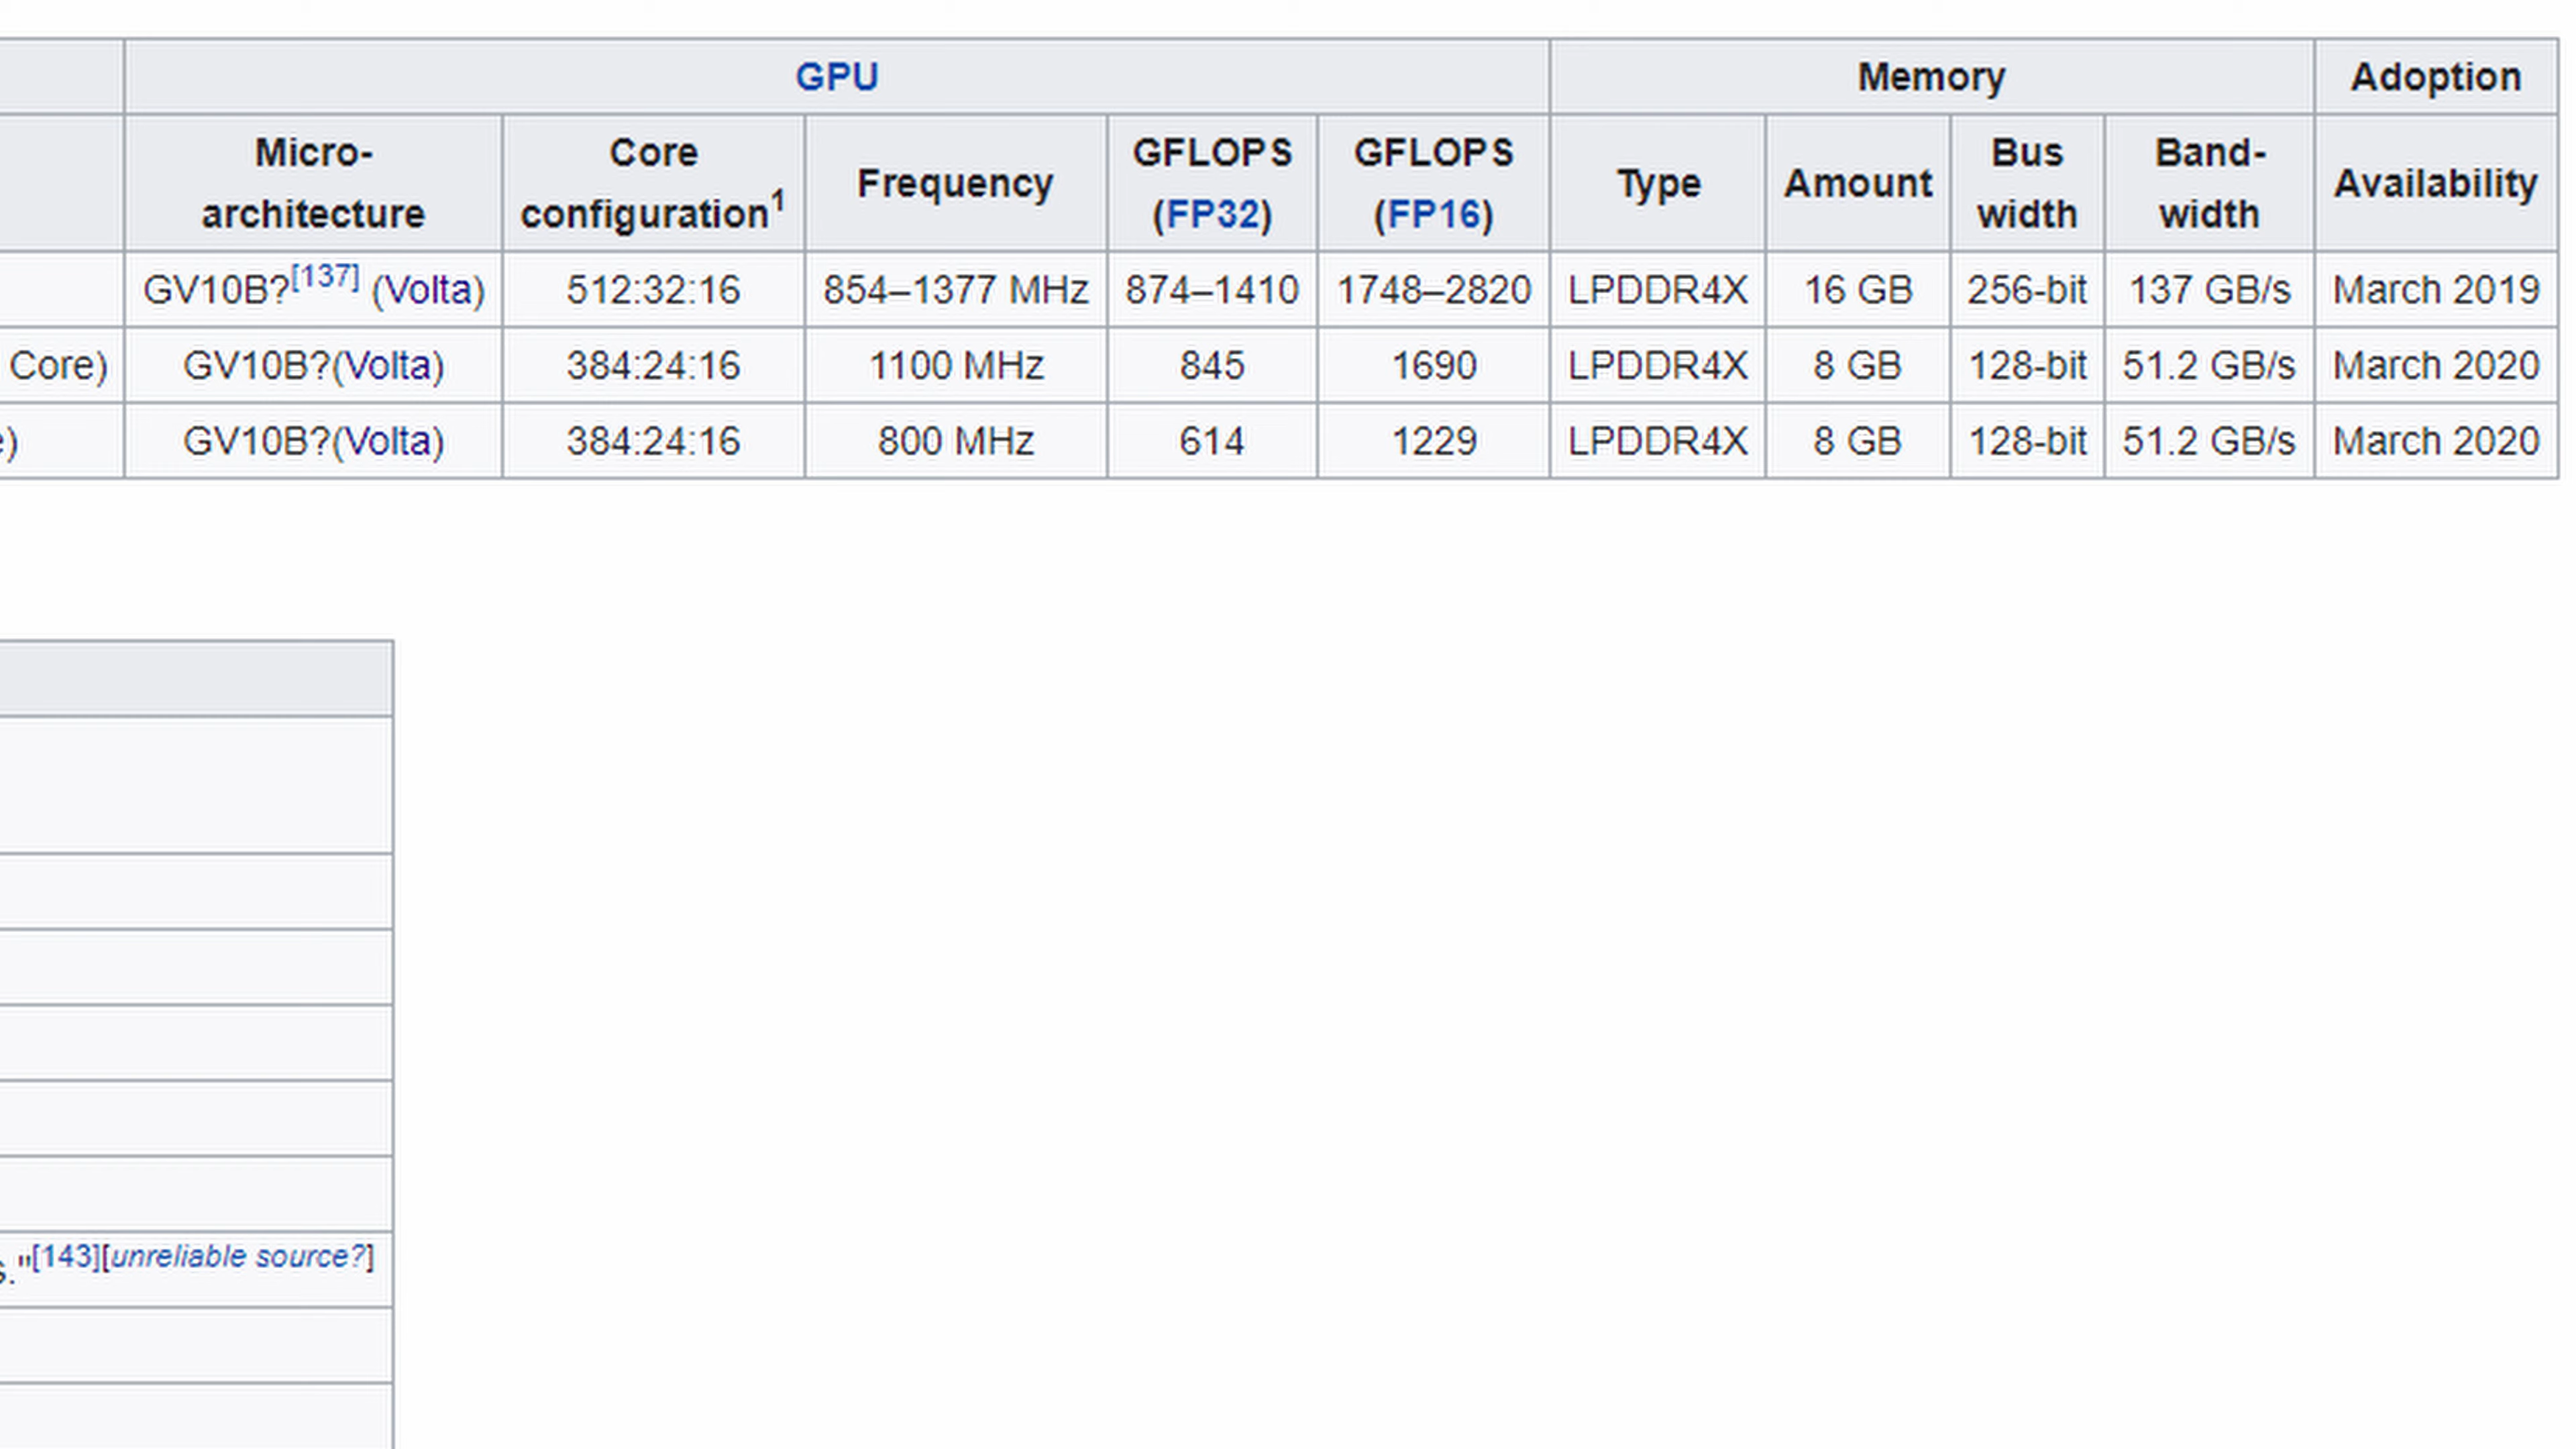 GPU Memory Adoption
Micro-architecture Core configuration¹ Frequency GFLOPS (FP32) GFLOPS (FP16) Type Amount Bus width Band-width Availability
GV10B?[137] (Volta) 512:32:16 854–1377 MHz 874–1410 1748–2820 LPDDR4X 16 GB 256-bit 137 GB/s March 2019
Core) GV10B?(Volta) 384:24:16 1100 MHz 845 1690 LPDDR4X 8 GB 128-bit 51.2 GB/s March 2020
e) GV10B?(Volta) 384:24:16 800 MHz 614 1229 LPDDR4X 8 GB 128-bit 51.2 GB/s March 2020
s."[143][unreliable source?]